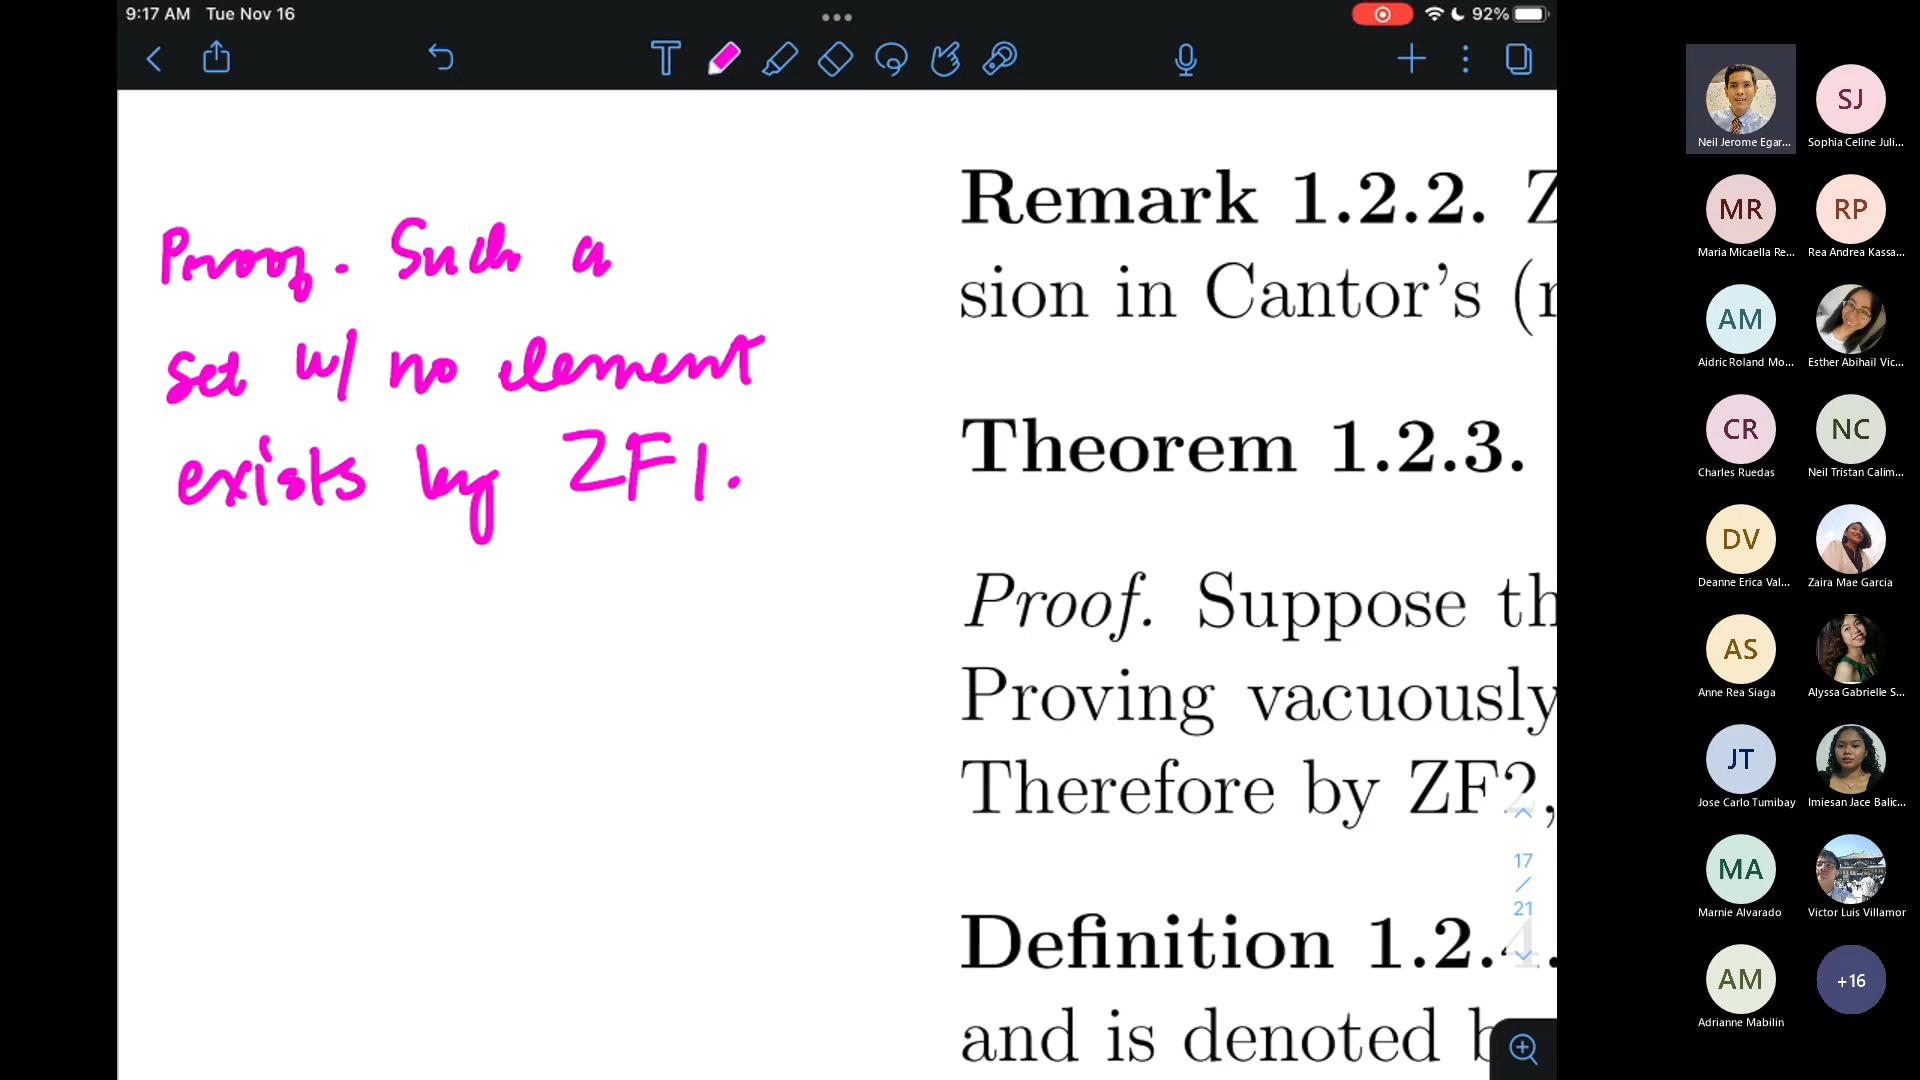 9:17 AM Tue Nov 16
92%
Proof. Such a
set w/ no element
exists by ZF1.
Remark 1.2.2. Z
sion in Cantor's (r
Theorem 1.2.3.
Proof. Suppose th
Proving vacuously
Therefore by ZF2,
Definition 1.2.4.
and is denoted b
17
/
21
Neil Jerome Egar...
SJ
Sophia Celine Juli...
MR
Maria Micaella Re...
RP
Rea Andrea Kassa...
AM
Aidric Roland Mo...
Esther Abihail Vic...
CR
Charles Ruedas
NC
Neil Tristan Calim...
DV
Deanne Erica Val...
Zaira Mae Garcia
AS
Anne Rea Siaga
Alyssa Gabrielle S...
JT
Jose Carlo Tumibay
Imiesan Jace Balic...
MA
Marnie Alvarado
Victor Luis Villamor
AM
Adrianne Mabilin
+16